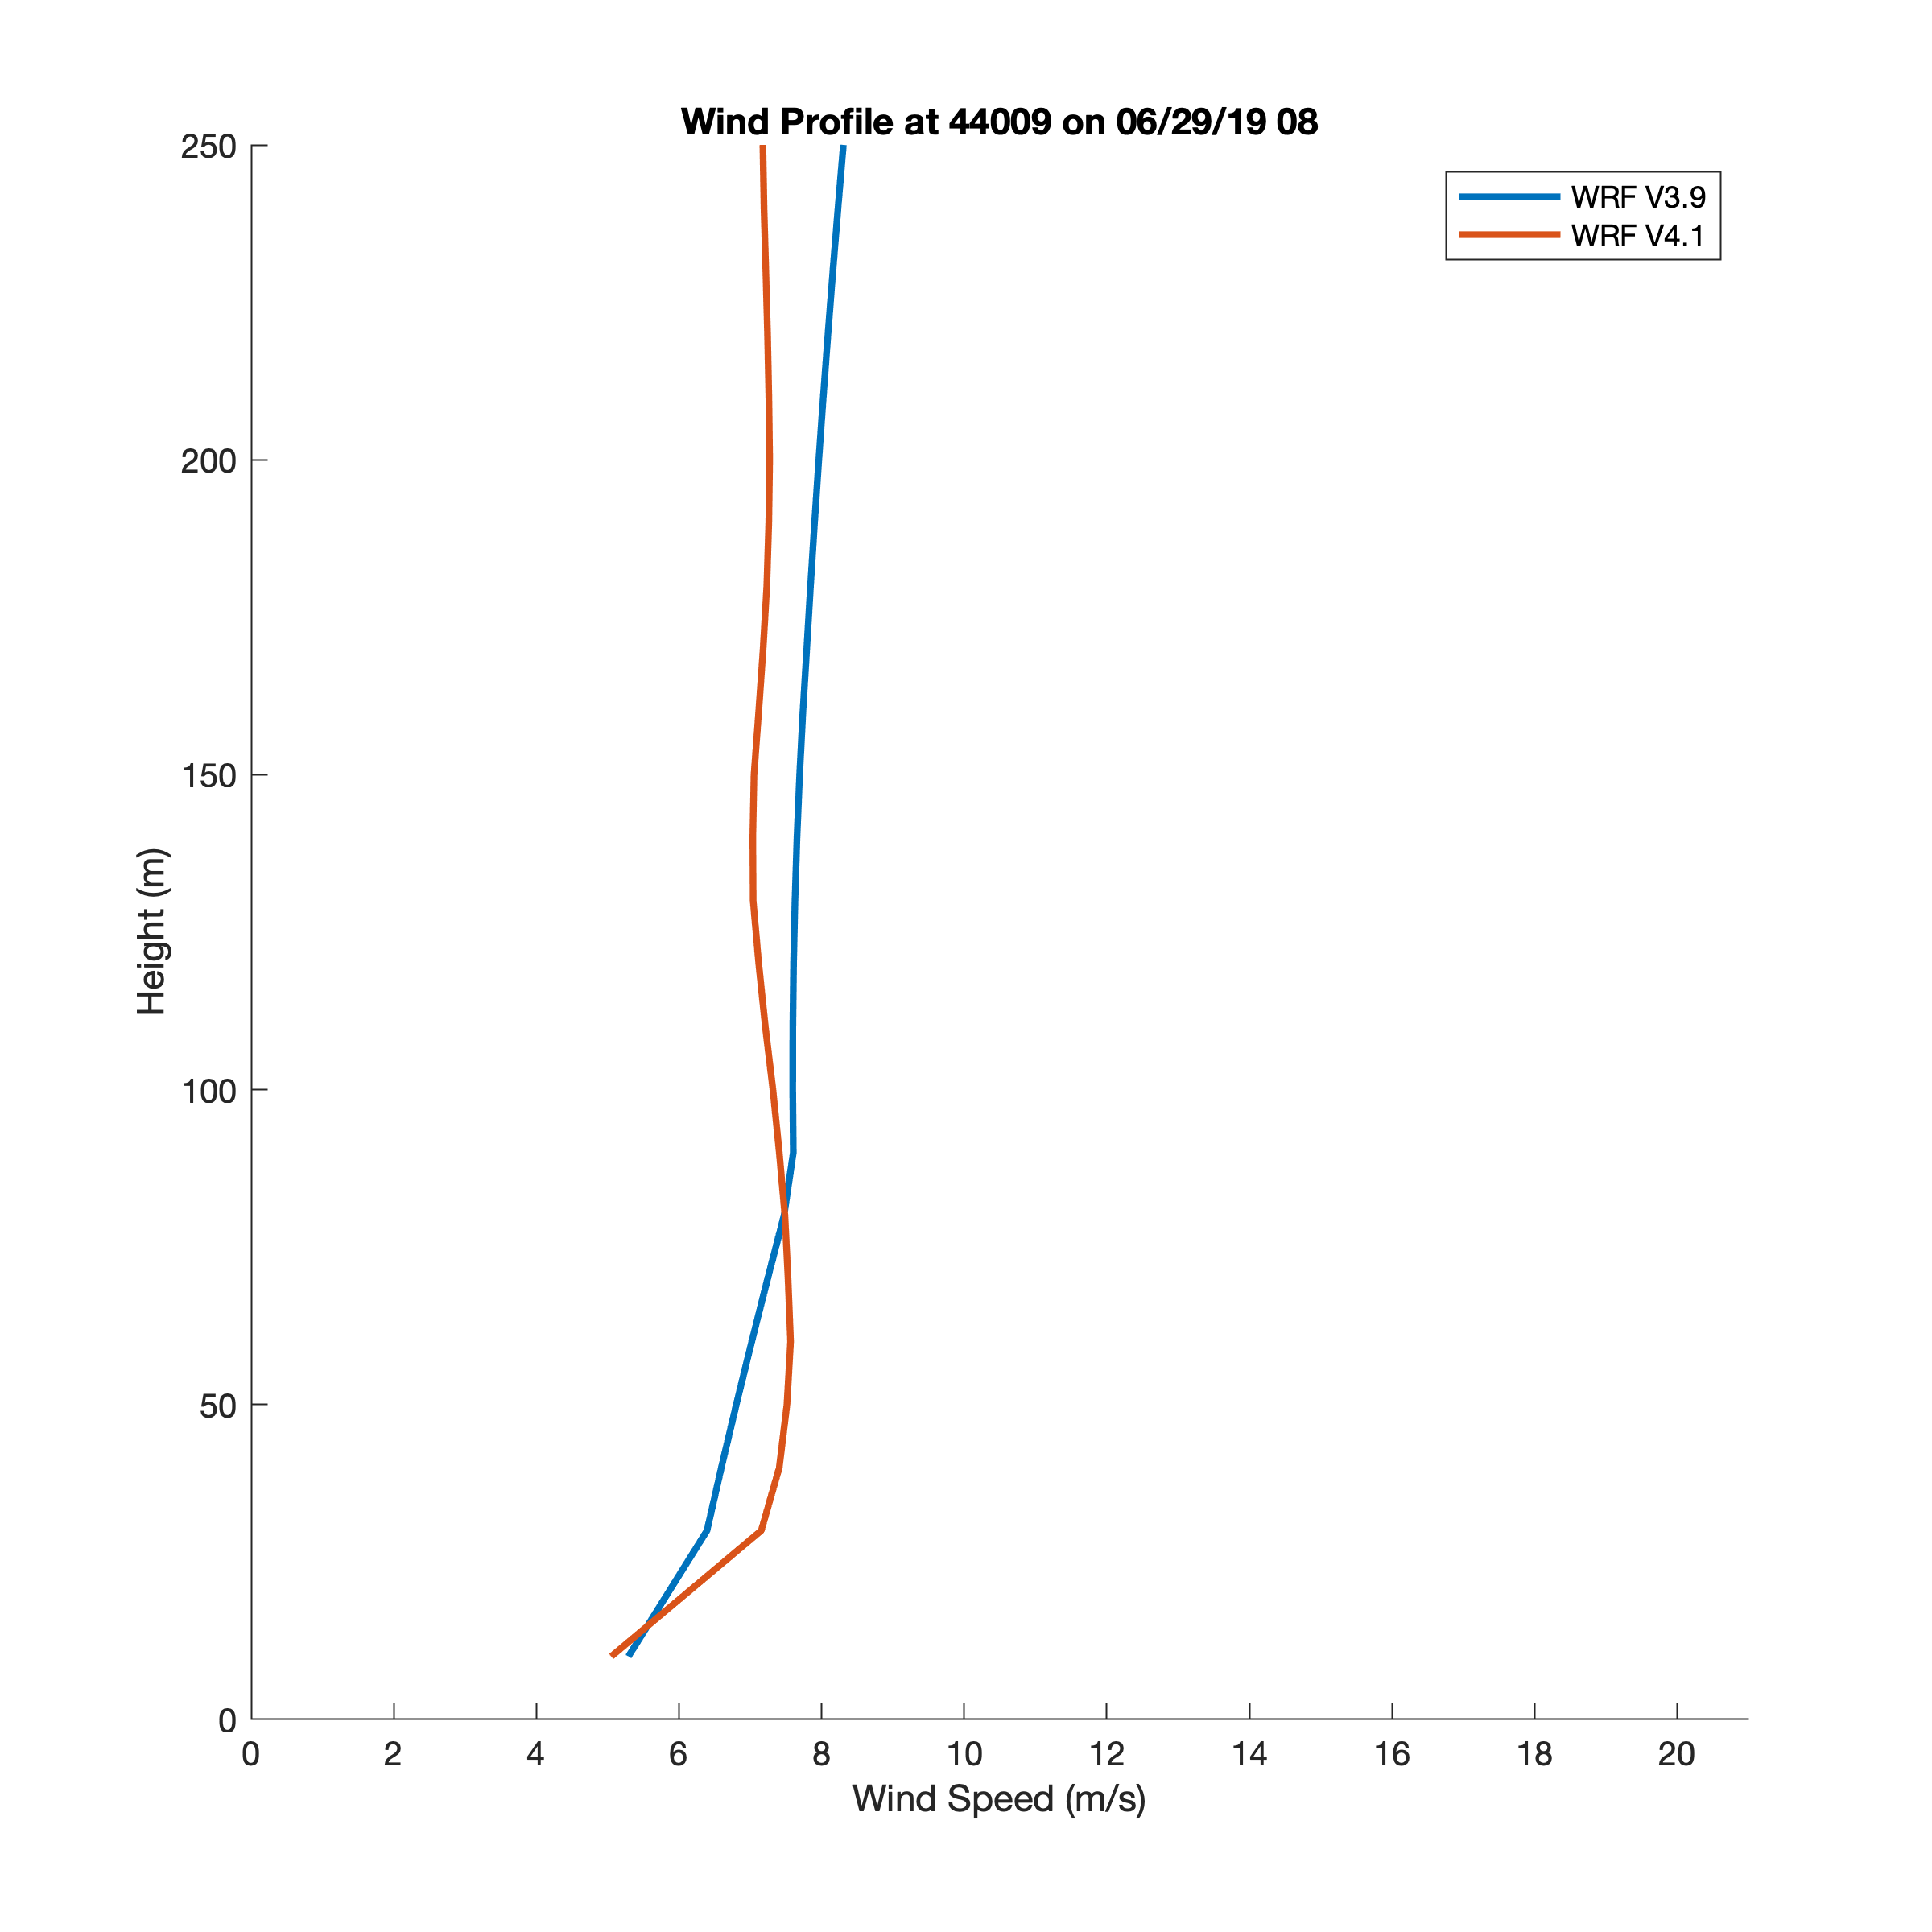 Wind Profile at 44009 on 06/29/19 08
WRF V3.9
WRF V4.1
250
200
150
100
50
0
Height (m)
0 2 4 6 8 10 12 14 16 18 20
Wind Speed (m/s)